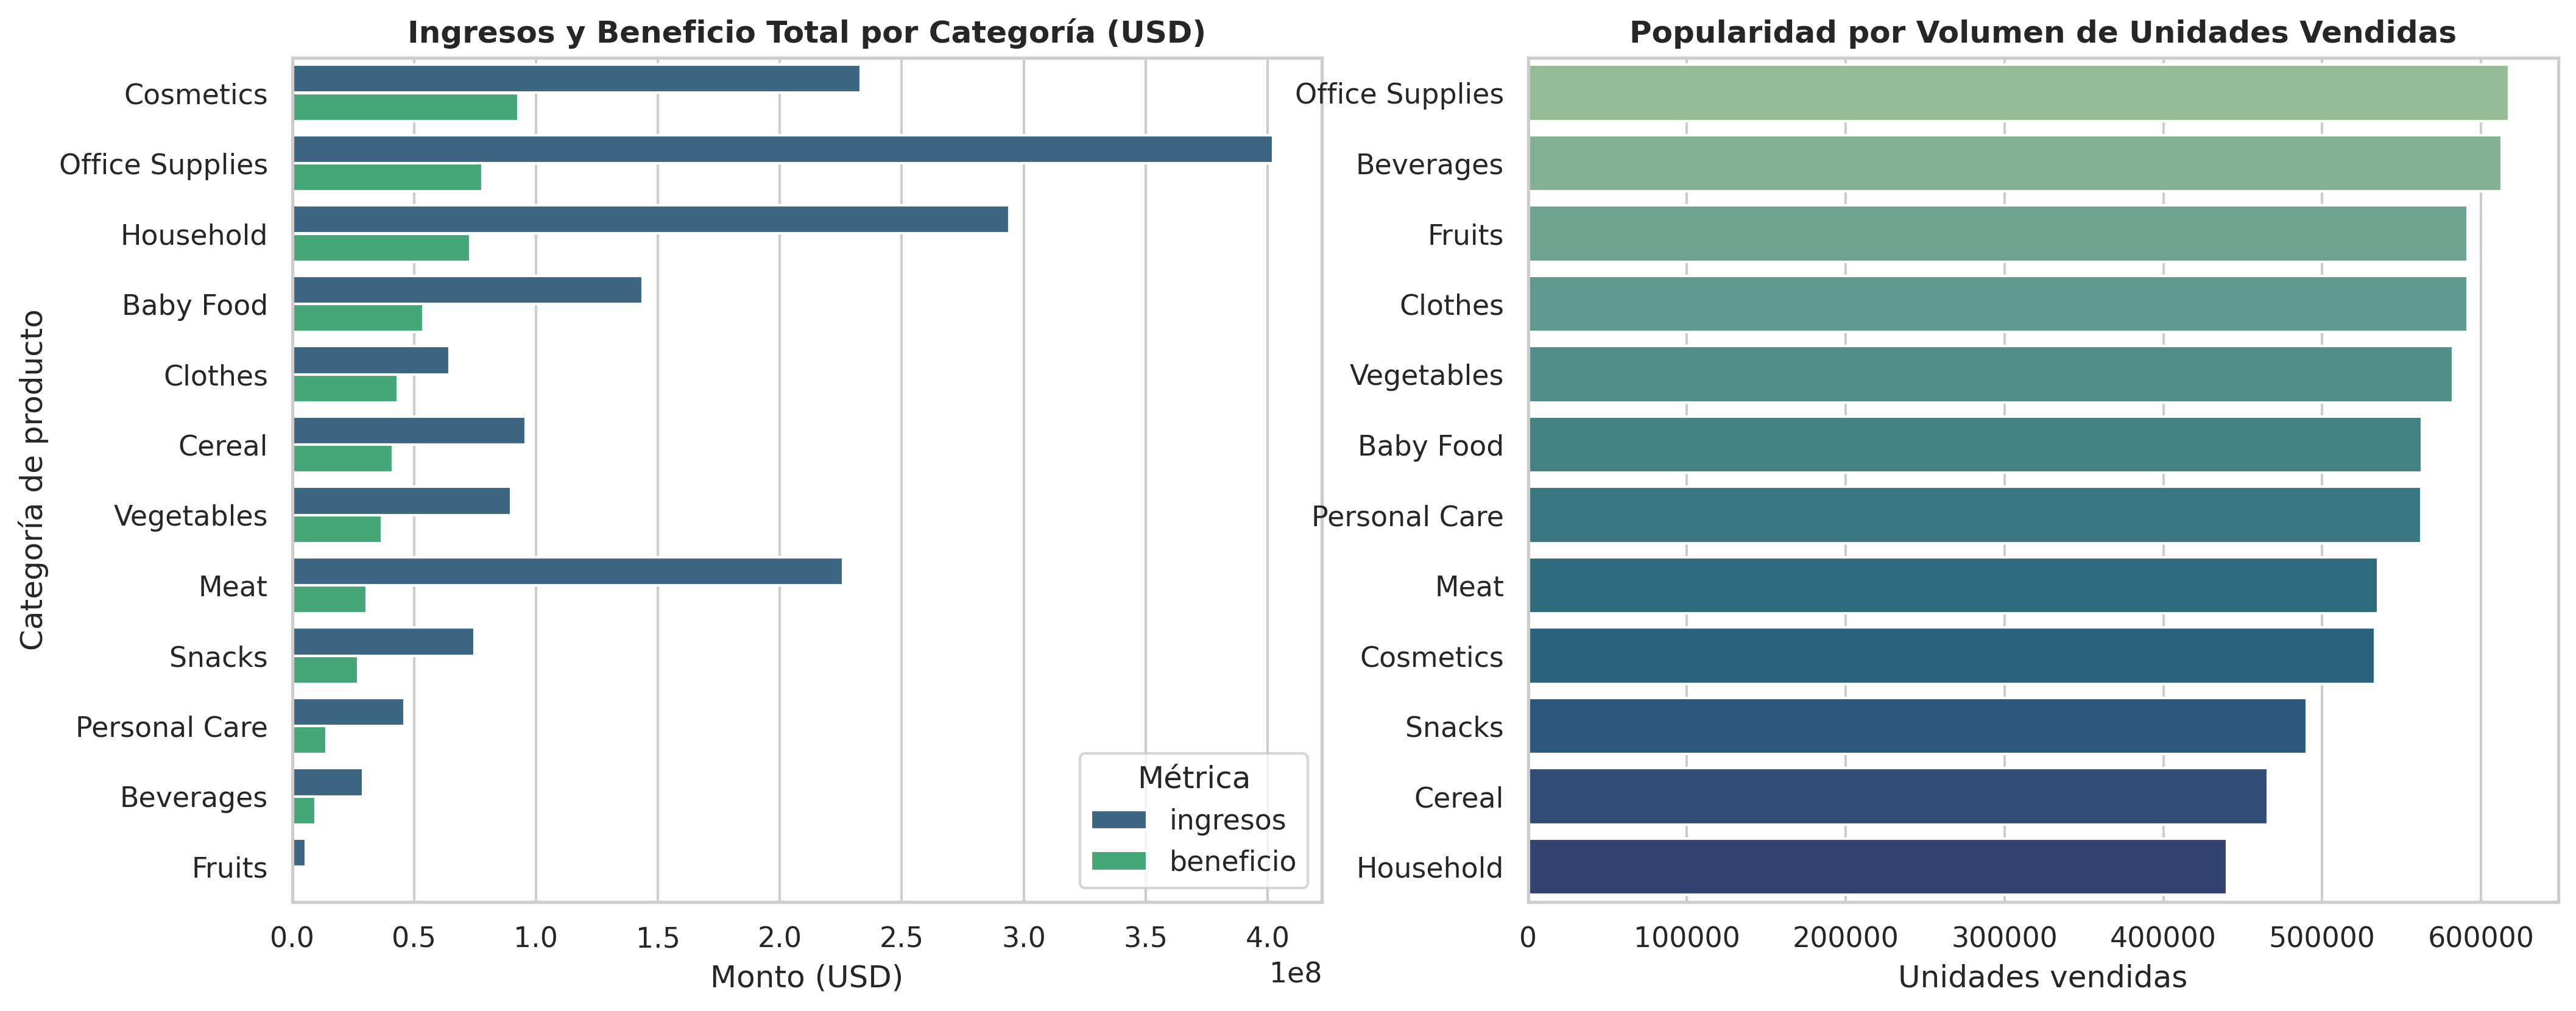 Ingresos y Beneficio Total por Categoría (USD)
Categoría de producto
Cosmetics
Office Supplies
Household
Baby Food
Clothes
Cereal
Vegetables
Meat
Snacks
Personal Care
Beverages
Fruits
Métrica
ingresos
beneficio
0.0 0.5 1.0 1.5 2.0 2.5 3.0 3.5 4.0
1e8
Monto (USD)
Popularidad por Volumen de Unidades Vendidas
Office Supplies
Beverages
Fruits
Clothes
Vegetables
Baby Food
Personal Care
Meat
Cosmetics
Snacks
Cereal
Household
0 100000 200000 300000 400000 500000 600000
Unidades vendidas